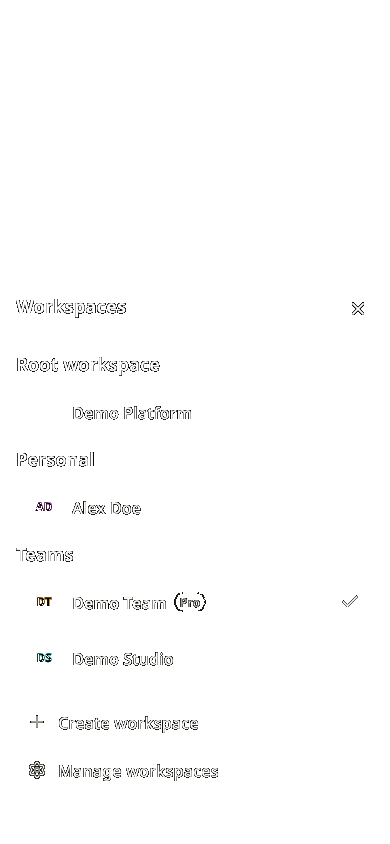 Workspaces
Root workspace
Demo Platform
Personal
AD Alex Doe
Teams
DT Demo Team Pro
DS Demo Studio
Create workspace
Manage workspaces